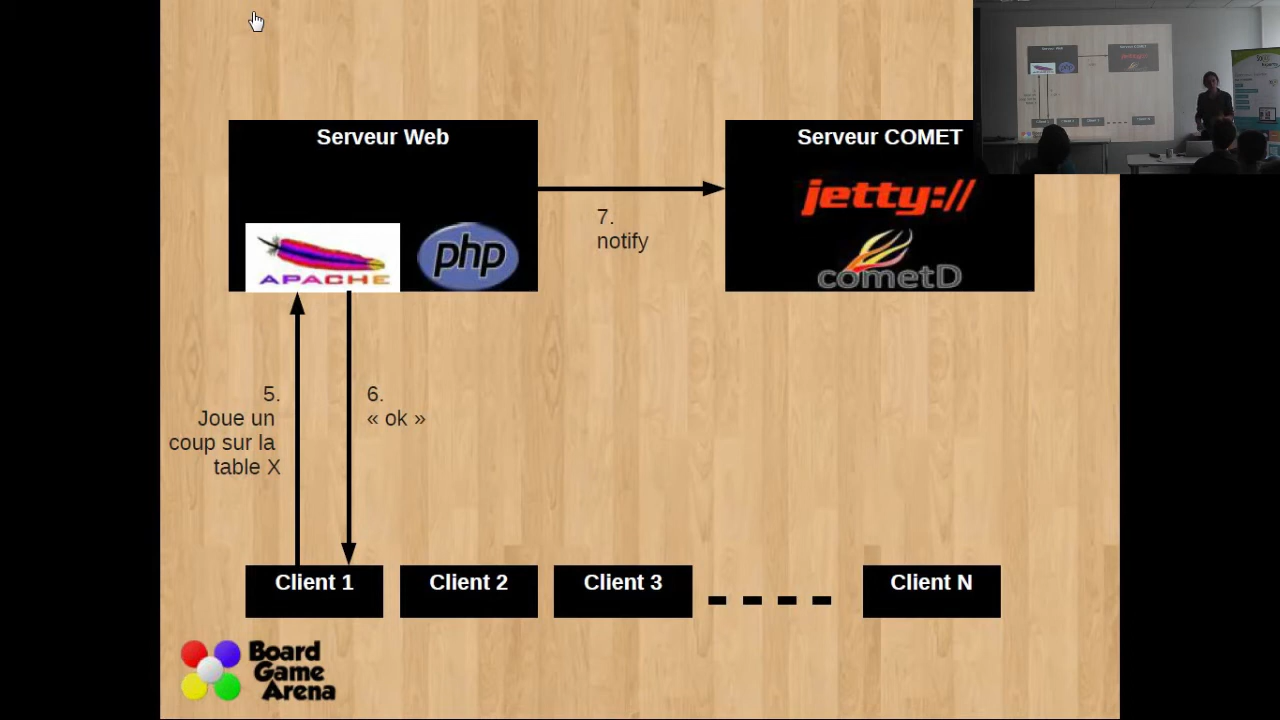 Serveur Web
Serveur COMET
jetty://
7.
notify
APACHE
php
cometD
5.
Joue un
coup sur la
table X
6.
« ok »
Client 1
Client 2
Client 3
Client N
Board
Game
Arena